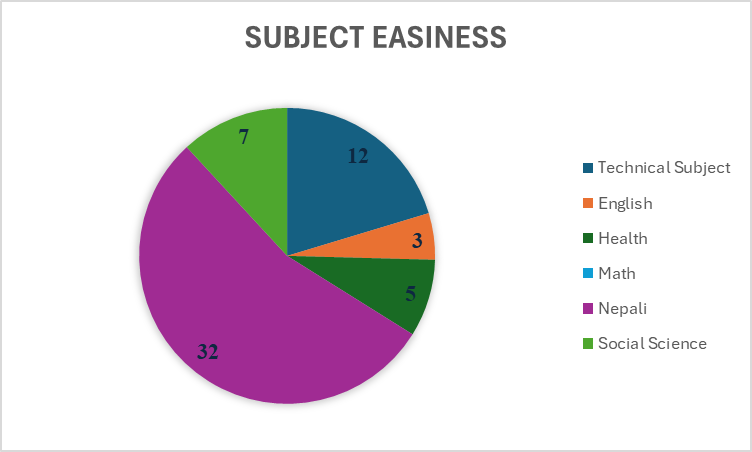 SUBJECT EASINESS
7
12
3
5
32
Technical Subject
English
Health
Math
Nepali
Social Science